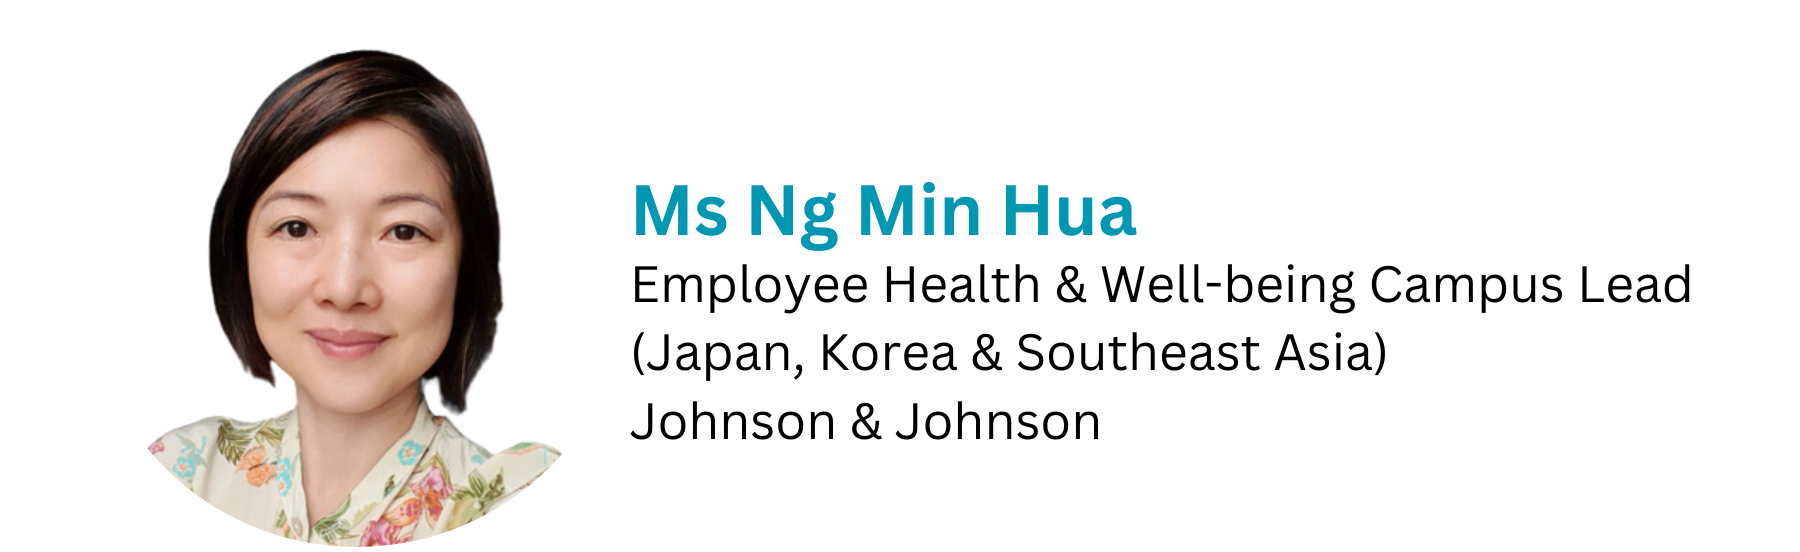 Ms Ng Min Hua
Employee Health & Well-being Campus Lead
(Japan, Korea & Southeast Asia)
Johnson & Johnson